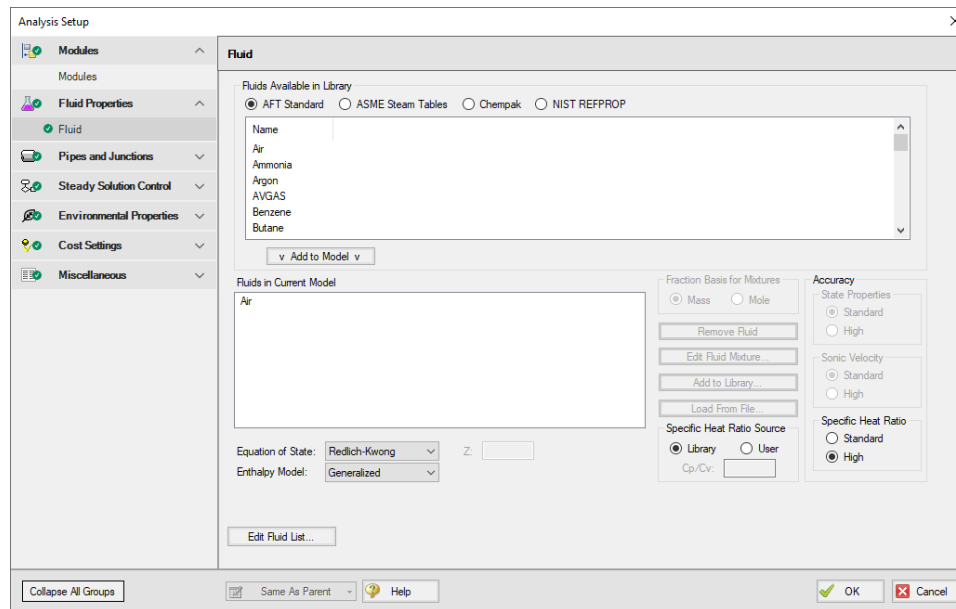 Analysis Setup
Modules
Modules
Fluid Properties
Fluid
Pipes and Junctions
Steady Solution Control
Environmental Properties
Cost Settings
Miscellaneous
Fluid
Fluids Available in Library
AFT Standard ASME Steam Tables Chempak NIST REFPROP
Name
Air
Ammonia
Argon
AVGAS
Benzene
Butane
v Add to Model v
Fluids in Current Model
Air
Fraction Basis for Mixtures
Mass Mole
Remove Fluid
Edit Fluid Mixture...
Add to Library...
Load From File...
Specific Heat Ratio Source
Library User
Cp/Cv:
Accuracy
State Properties
Standard
High
Sonic Velocity
Standard
High
Specific Heat Ratio
Standard
High
Equation of State: Redlich-Kwong Z:
Enthalpy Model: Generalized
Edit Fluid List...
Collapse All Groups Same As Parent Help OK Cancel